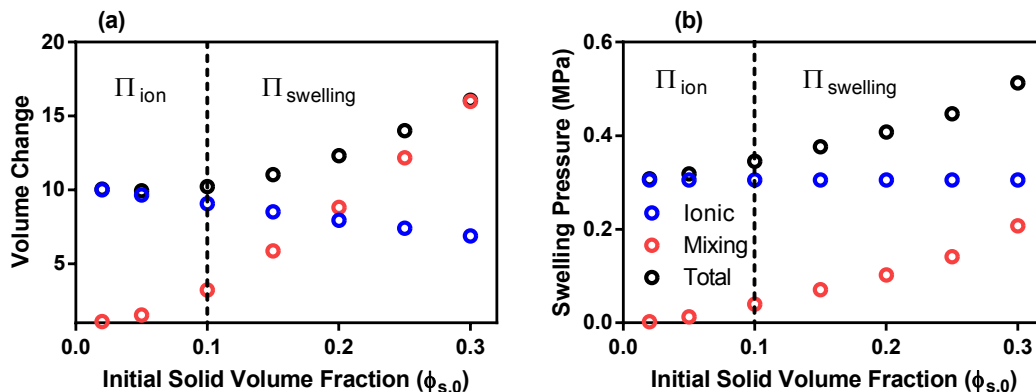 (a)
20
15
10
5
Volume Change
Π ion
Π swelling
0.0
0.1
0.2
0.3
Initial Solid Volume Fraction (ϕs,0)
(b)
0.6
0.4
0.2
0.0
Swelling Pressure (MPa)
Π ion
Π swelling
Ionic
Mixing
Total
0.0
0.1
0.2
0.3
Initial Solid Volume Fraction (ϕs,0)